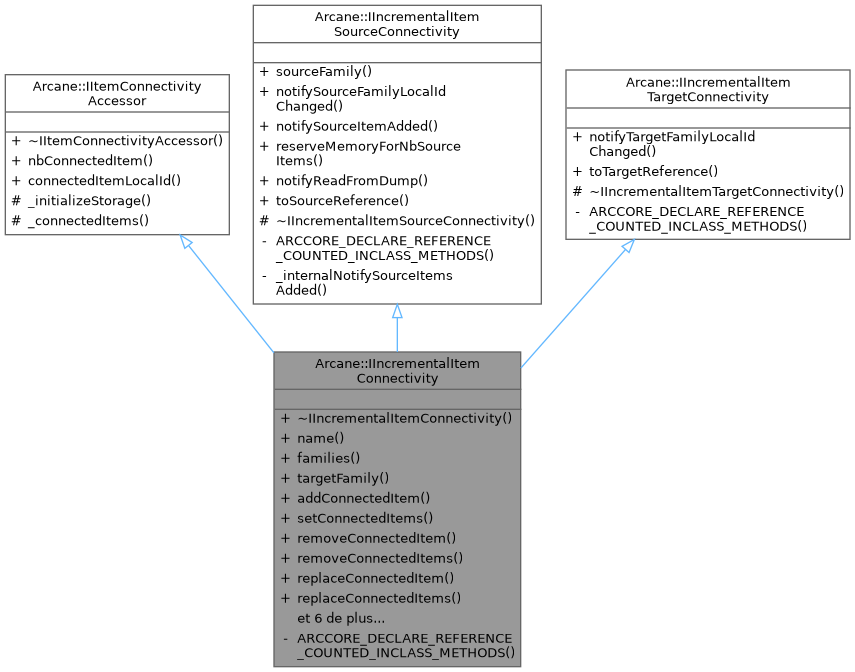 Arcane::IItemConnectivity
Accessor
+ ~IItemConnectivityAccessor()
+ nbConnectedItem()
+ connectedItemLocalId()
# _initializeStorage()
# _connectedItems()
Arcane::IIncrementalItem
SourceConnectivity
+ sourceFamily()
+ notifySourceFamilyLocalId
Changed()
+ notifySourceItemAdded()
+ reserveMemoryForNbSource
Items()
+ notifyReadFromDump()
+ toSourceReference()
# ~IIncrementalItemSourceConnectivity()
- ARCCORE_DECLARE_REFERENCE
_COUNTED_INCLASS_METHODS()
- _internalNotifySourceItems
Added()
Arcane::IIncrementalItem
TargetConnectivity
+ notifyTargetFamilyLocalId
Changed()
+ toTargetReference()
# ~IIncrementalItemTargetConnectivity()
- ARCCORE_DECLARE_REFERENCE
_COUNTED_INCLASS_METHODS()
Arcane::IIncrementalItem
Connectivity
+ ~IIncrementalItemConnectivity()
+ name()
+ families()
+ targetFamily()
+ addConnectedItem()
+ setConnectedItems()
+ removeConnectedItem()
+ removeConnectedItems()
+ replaceConnectedItem()
+ replaceConnectedItems()
et 6 de plus...
- ARCCORE_DECLARE_REFERENCE
_COUNTED_INCLASS_METHODS()